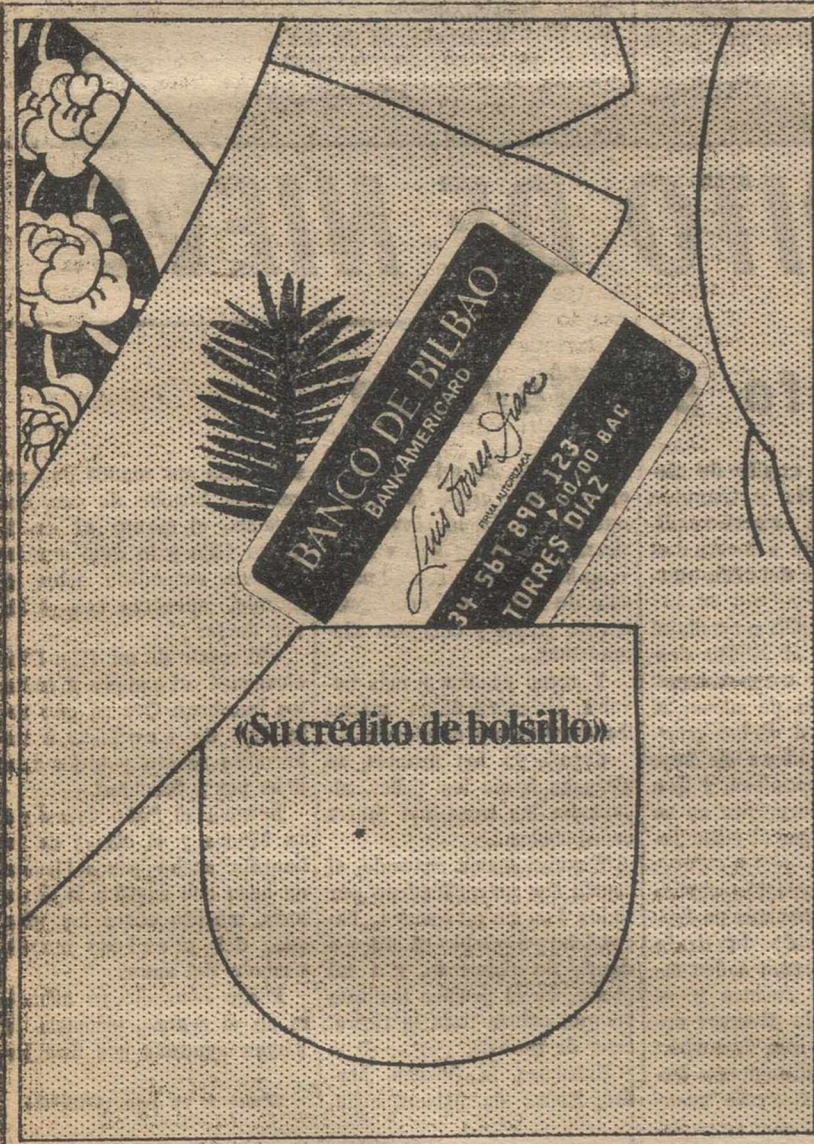 BANCO DE BILBAO
BANKAMERICARD
Luis Torres Díaz
FIRMA AUTORIZADA
34 567 890 123
00/00 BAC
TORRES DIAZ
«Su crédito de bolsillo»